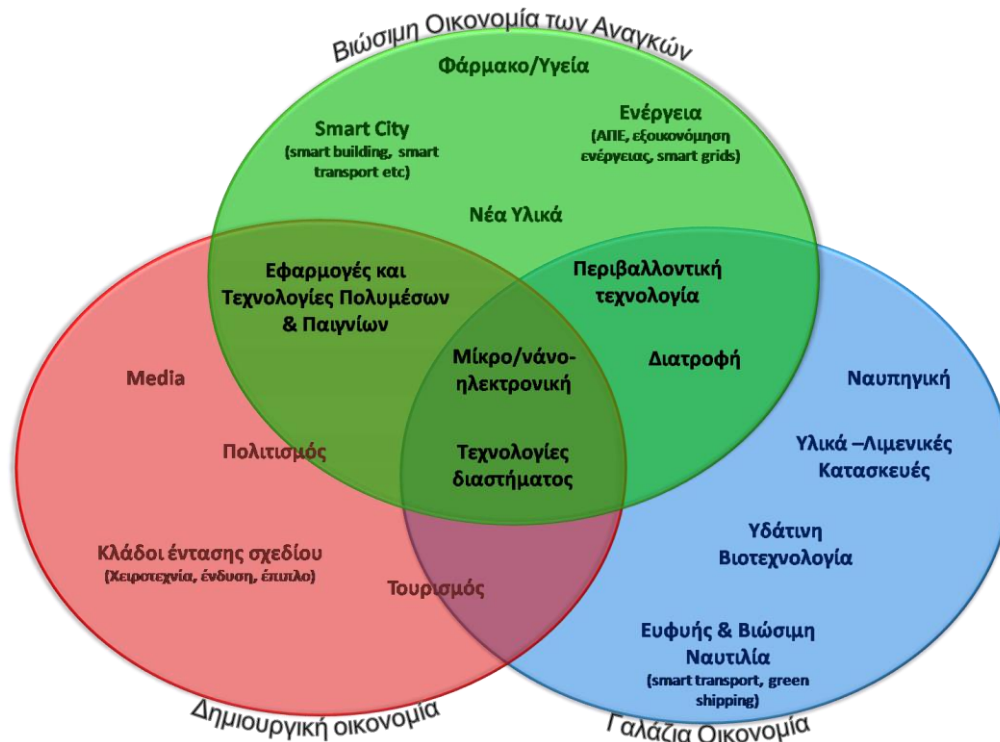 Βιώσιμη Οικονομία των Αναγκών
Φάρμακο/Υγεία
Smart City
(smart building, smart
transport etc)
Ενέργεια
(ΑΠΕ, εξοικονόμηση
ενέργειας, smart grids)
Νέα Υλικά
Εφαρμογές και
Τεχνολογίες Πολυμέσων
& Παιγνίων
Περιβαλλοντική
τεχνολογία
Μίκρο/νάνο-
ηλεκτρονική
Διατροφή
Media
Ναυπηγική
Πολιτισμός
Τεχνολογίες
διαστήματος
Υλικά –Λιμενικές
Κατασκευές
Κλάδοι έντασης σχεδίου
(Χειροτεχνία, ένδυση, έπιπλο)
Τουρισμός
Υδάτινη
Βιοτεχνολογία
Ευφυής & Βιώσιμη
Ναυτιλία
(smart transport, green
shipping)
Δημιουργική οικονομία
Γαλάζια Οικονομία